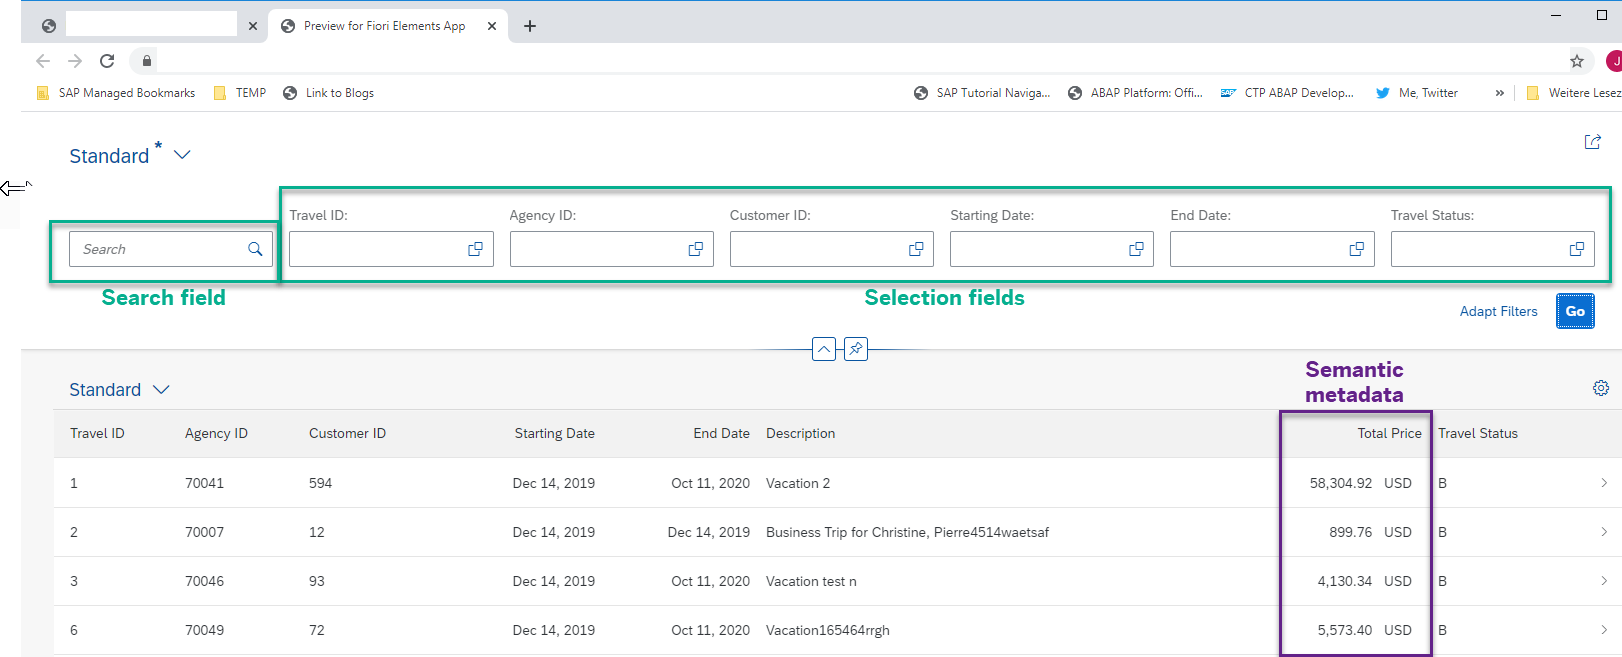 Preview for Fiori Elements App
J
SAP Managed Bookmarks TEMP Link to Blogs SAP Tutorial Naviga... ABAP Platform: Offi... SAP CTP ABAP Develop... Me, Twitter » Weitere Lesez
Standard *
Travel ID: Agency ID: Customer ID: Starting Date: End Date: Travel Status:
Search
Search field Selection fields
Adapt Filters Go
Semantic
metadata
Standard
Travel ID Agency ID Customer ID Starting Date End Date Description Total Price Travel Status
1 70041 594 Dec 14, 2019 Oct 11, 2020 Vacation 2 58,304.92 USD B
2 70007 12 Dec 14, 2019 Dec 14, 2019 Business Trip for Christine, Pierre4514waetsaf 899.76 USD B
3 70046 93 Dec 14, 2019 Oct 11, 2020 Vacation test n 4,130.34 USD B
6 70049 72 Dec 14, 2019 Oct 11, 2020 Vacation165464rrgh 5,573.40 USD B